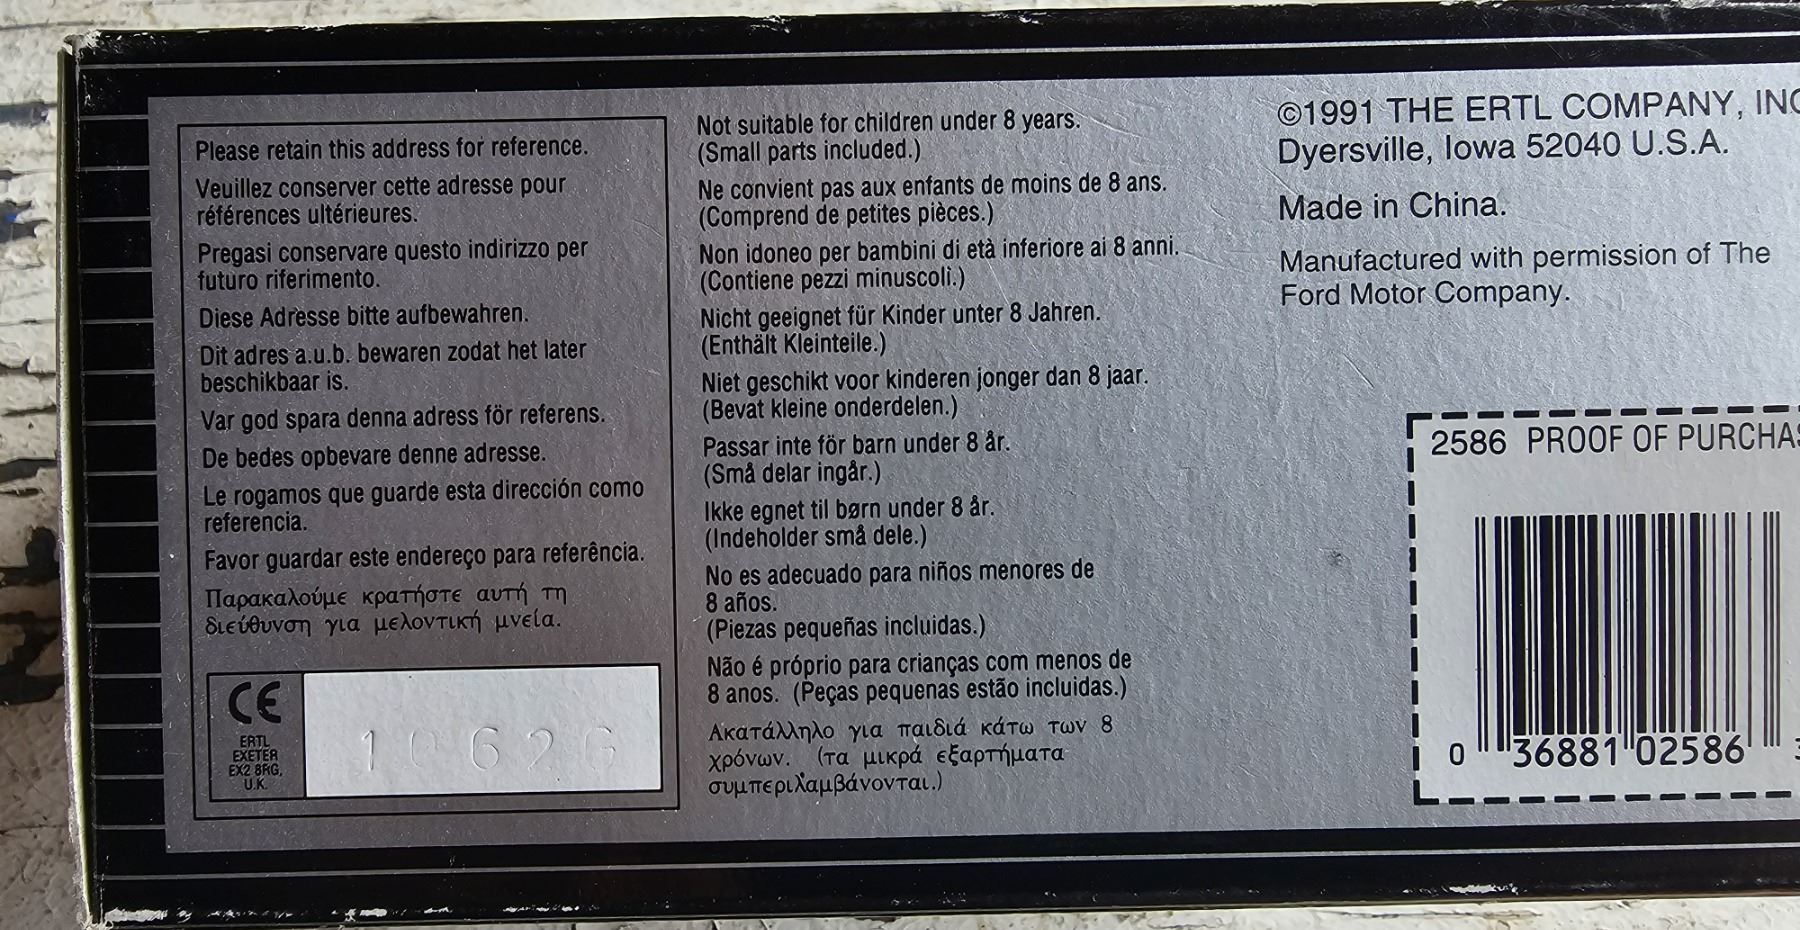 Please retain this address for reference.
Veuillez conserver cette adresse pour
références ultérieures.
Pregasi conservare questo indirizzo per
futuro riferimento.
Diese Adresse bitte aufbewahren.
Dit adres a.u.b. bewaren zodat het later
beschikbaar is.
Var god spara denna adress för referens.
De bedes opbevare denne adresse.
Le rogamos que guarde esta dirección como
referencia.
Favor guardar este endereço para referência.
Παρακαλούμε κρατήστε αυτή τη
διεύθυνση για μελοντική μνεία.
CE
ERTL
EXETER
EX2 8RG,
U.K.
Not suitable for children under 8 years.
(Small parts included.)
Ne convient pas aux enfants de moins de 8 ans.
(Comprend de petites pièces.)
Non idoneo per bambini di età inferiore ai 8 anni.
(Contiene pezzi minuscoli.)
Nicht geeignet für Kinder unter 8 Jahren.
(Enthält Kleinteile.)
Niet geschikt voor kinderen jonger dan 8 jaar.
(Bevat kleine onderdelen.)
Passar inte för barn under 8 år.
(Små delar ingår.)
Ikke egnet til børn under 8 år.
(Indeholder små dele.)
No es adecuado para niños menores de
8 años.
(Piezas pequeñas incluidas.)
Não é próprio para crianças com menos de
8 anos. (Peças pequenas estão incluidas.)
Ακατάλληλο για παιδιά κάτω των 8
χρόνων. (τα μικρά εξαρτήματα
συμπεριλαμβάνονται.)
©1991 THE ERTL COMPANY, INC
Dyersville, Iowa 52040 U.S.A.
Made in China.
Manufactured with permission of The
Ford Motor Company.
2586 PROOF OF PURCHAS
0 36881 02586